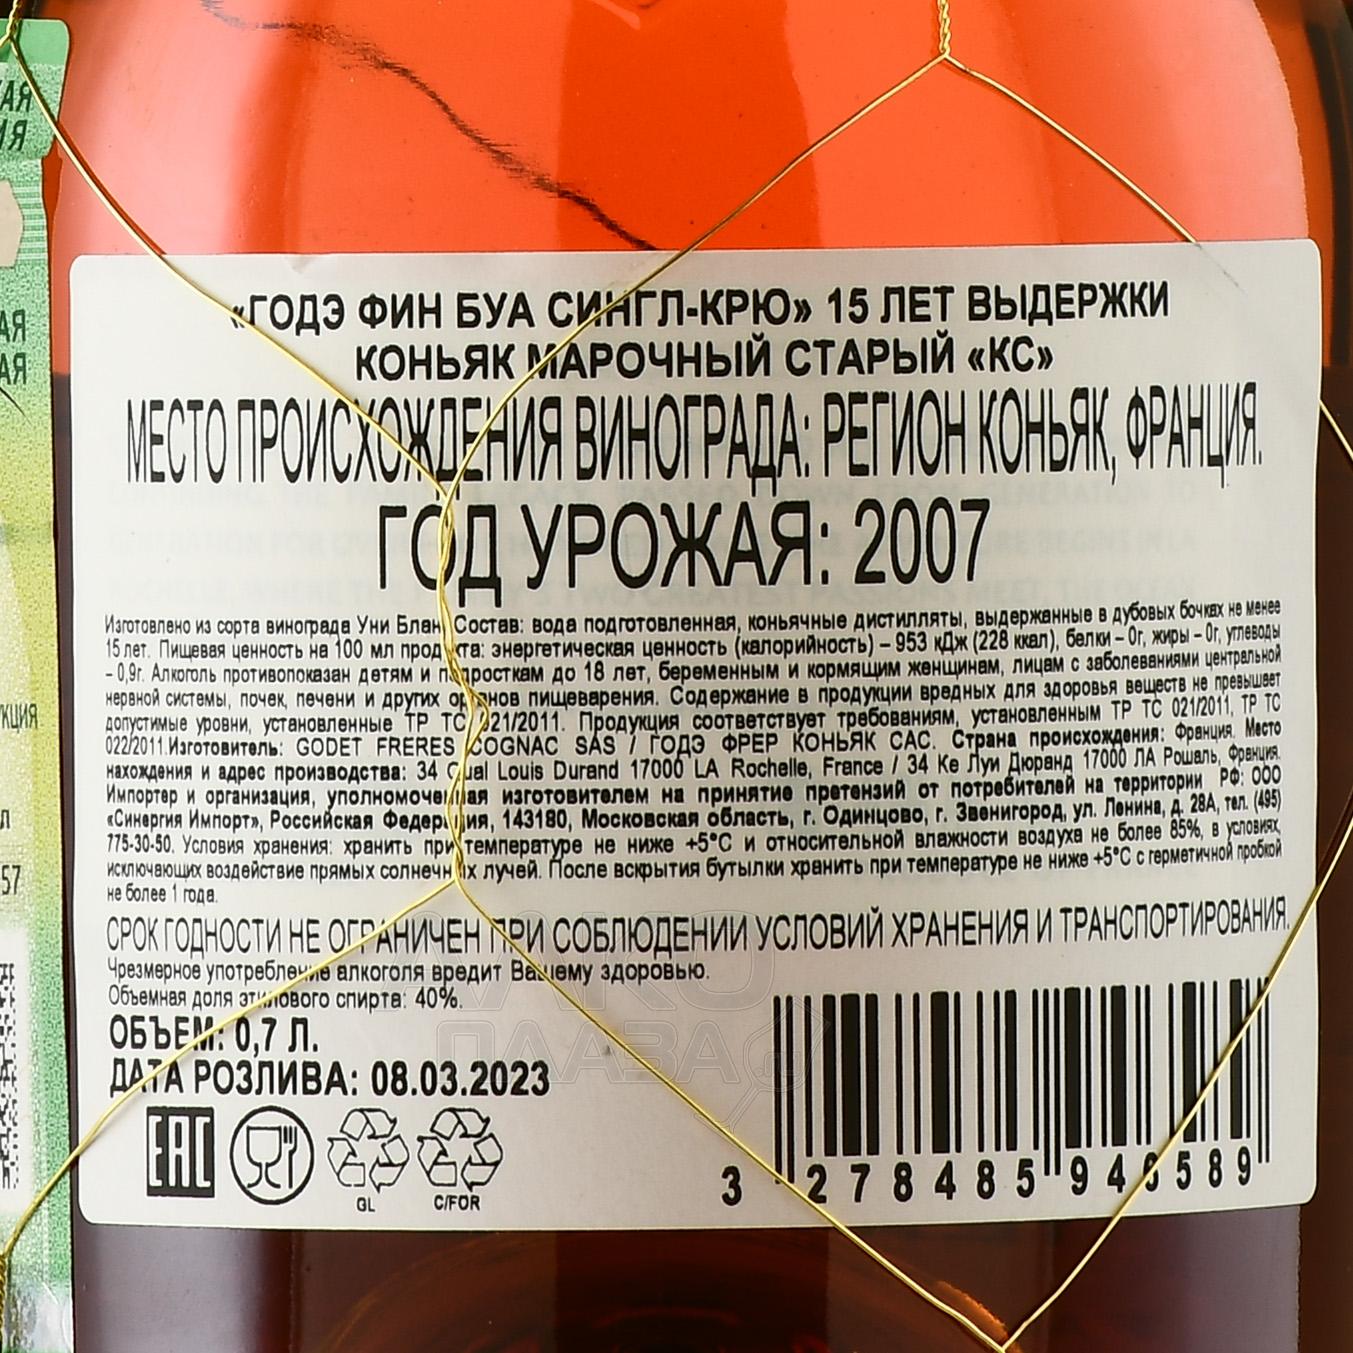 «ГОДЭ ФИН БУА СИНГЛ-КРЮ» 15 ЛЕТ ВЫДЕРЖКИ
КОНЬЯК МАРОЧНЫЙ СТАРЫЙ «КС»
МЕСТО ПРОИСХОЖДЕНИЯ ВИНОГРАДА: РЕГИОН КОНЬЯК, ФРАНЦИЯ.
ГОД УРОЖАЯ: 2007
Изготовлено из сорта винограда Уни Блан. Состав: вода подготовленная, коньячные дистилляты, выдержанные в дубовых бочках не менее
15 лет. Пищевая ценность на 100 мл продукта: энергетическая ценность (калорийность) – 953 кДж (228 ккал), белки – 0г, жиры – 0г, углеводы
– 0,9г. Алкоголь противопоказан детям и подросткам до 18 лет, беременным и кормящим женщинам, лицам с заболеваниями центральной
нервной системы, почек, печени и других органов пищеварения. Содержание в продукции вредных для здоровья веществ не превышает
допустимые уровни, установленные ТР ТС 021/2011. Продукция соответствует требованиям, установленным ТР ТС 021/2011, ТР ТС
022/2011.Изготовитель: GODET FRERES COGNAC SAS / ГОДЭ ФРЕР КОНЬЯК САС. Страна происхождения: Франция. Место
нахождения и адрес производства: 34 Quai Louis Durand 17000 LA Rochelle, France / 34 Ке Луи Дюранд 17000 ЛА Рошаль, Франция.
Импортер и организация, уполномоченная изготовителем на принятие претензий от потребителей на территории РФ: ООО
«Синергия Импорт», Российская Федерация, 143180, Московская область, г. Одинцово, г. Звенигород, ул. Ленина, д. 28А, тел. (495)
775-30-50. Условия хранения: хранить при температуре не ниже +5°С и относительной влажности воздуха не более 85%, в условиях,
исключающих воздействие прямых солнечных лучей. После вскрытия бутылки хранить при температуре не ниже +5°С с герметичной пробкой
не более 1 года.
СРОК ГОДНОСТИ НЕ ОГРАНИЧЕН ПРИ СОБЛЮДЕНИИ УСЛОВИЙ ХРАНЕНИЯ И ТРАНСПОРТИРОВАНИЯ.
Чрезмерное употребление алкоголя вредит Вашему здоровью.
Объемная доля этилового спирта: 40%.
ОБЪЕМ: 0,7 Л.
ДАТА РОЗЛИВА: 08.03.2023
EAC
GL C/FOR
3 278485 940589
АЛКО
ПЛАЗА
57